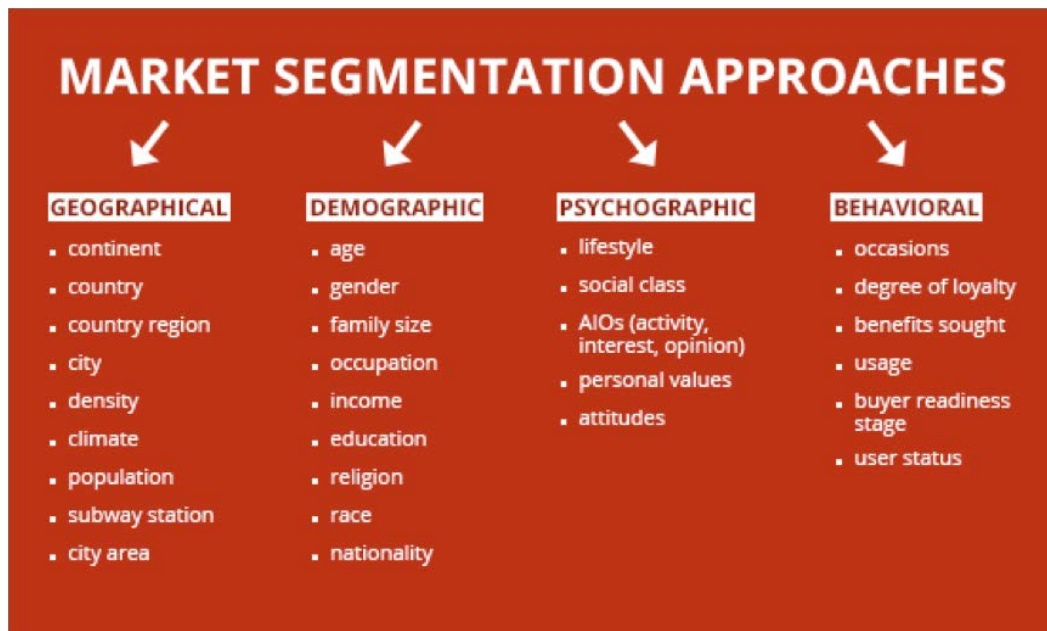 MARKET SEGMENTATION APPROACHES
GEOGRAPHICAL
▪ continent
▪ country
▪ country region
▪ city
▪ density
▪ climate
▪ population
▪ subway station
▪ city area
DEMOGRAPHIC
▪ age
▪ gender
▪ family size
▪ occupation
▪ income
▪ education
▪ religion
▪ race
▪ nationality
PSYCHOGRAPHIC
▪ lifestyle
▪ social class
▪ AIOs (activity,
interest, opinion)
▪ personal values
▪ attitudes
BEHAVIORAL
▪ occasions
▪ degree of loyalty
▪ benefits sought
▪ usage
▪ buyer readiness
stage
▪ user status